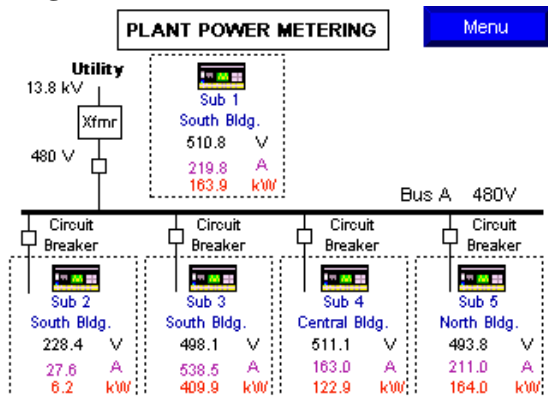 PLANT POWER METERING
Menu
Utility
13.8 kV
Xfmr
480 V
Sub 1
South Bldg.
510.8 V
219.8 A
163.9 kW
Bus A 480V
Circuit Breaker
Circuit Breaker
Circuit Breaker
Circuit Breaker
Sub 2
South Bldg.
228.4 V
27.6 A
6.2 kW
Sub 3
South Bldg.
498.1 V
538.5 A
409.9 kW
Sub 4
Central Bldg.
511.1 V
163.0 A
122.9 kW
Sub 5
North Bldg.
493.8 V
211.0 A
164.0 kW